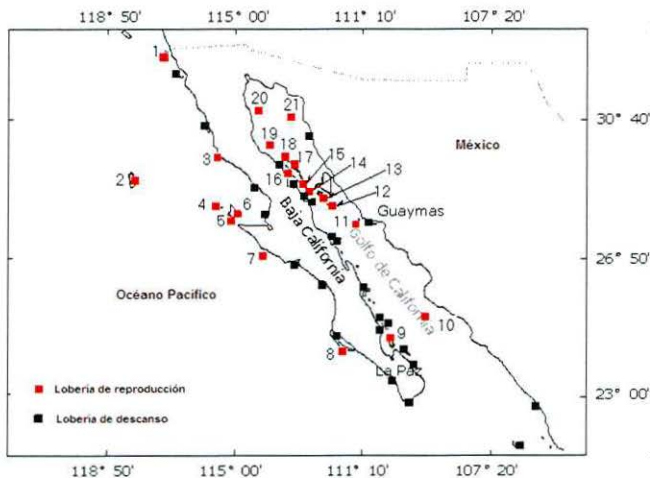 118 50' 115 00' 111 10' 107 20'
1
20 21
30° 40'
México
3
19 18 17 15 14
13
16
12
2
4 6
5
11 Guaymas
Baja California
Golfo de California
7
26° 50'
Océano Pacífico
10
9
8
La Paz
Lobería de reproducción
Lobería de descanso
23° 00'
118° 50' 115° 00' 111° 10' 107° 20'